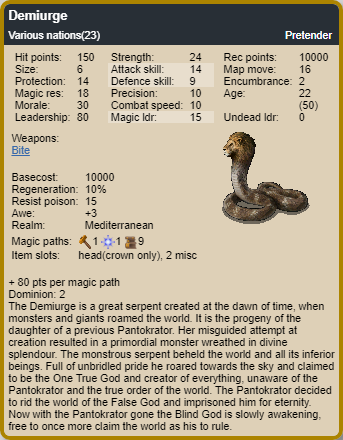 Demiurge
Various nations(23) Pretender
Hit points: 150 Strength: 24 Rec points: 10000
Size: 6 Attack skill: 14 Map move: 16
Protection: 14 Defence skill: 9 Encumbrance: 2
Magic res: 18 Precision: 10 Age: 22
Morale: 30 Combat speed: 10 (50)
Leadership: 80 Magic ldr: 15 Undead ldr: 0
Weapons:
Bite
Basecost: 10000
Regeneration: 10%
Resist poison: 15
Awe: +3
Realm: Mediterranean
Magic paths: 1 1 9
Item slots: head(crown only), 2 misc
+ 80 pts per magic path
Dominion: 2
The Demiurge is a great serpent created at the dawn of time, when
monsters and giants roamed the world. It is the progeny of the
daughter of a previous Pantokrator. Her misguided attempt at
creation resulted in a primordial monster wreathed in divine
splendour. The monstrous serpent beheld the world and all its inferior
beings. Full of unbridled pride he roared towards the sky and claimed
to be the One True God and creator of everything, unaware of the
Pantokrator and the true order of the world. The Pantokrator decided
to rid the world of the False God and imprisoned him for eternity.
Now with the Pantokrator gone the Blind God is slowly awakening,
free to once more claim the world as his to rule.